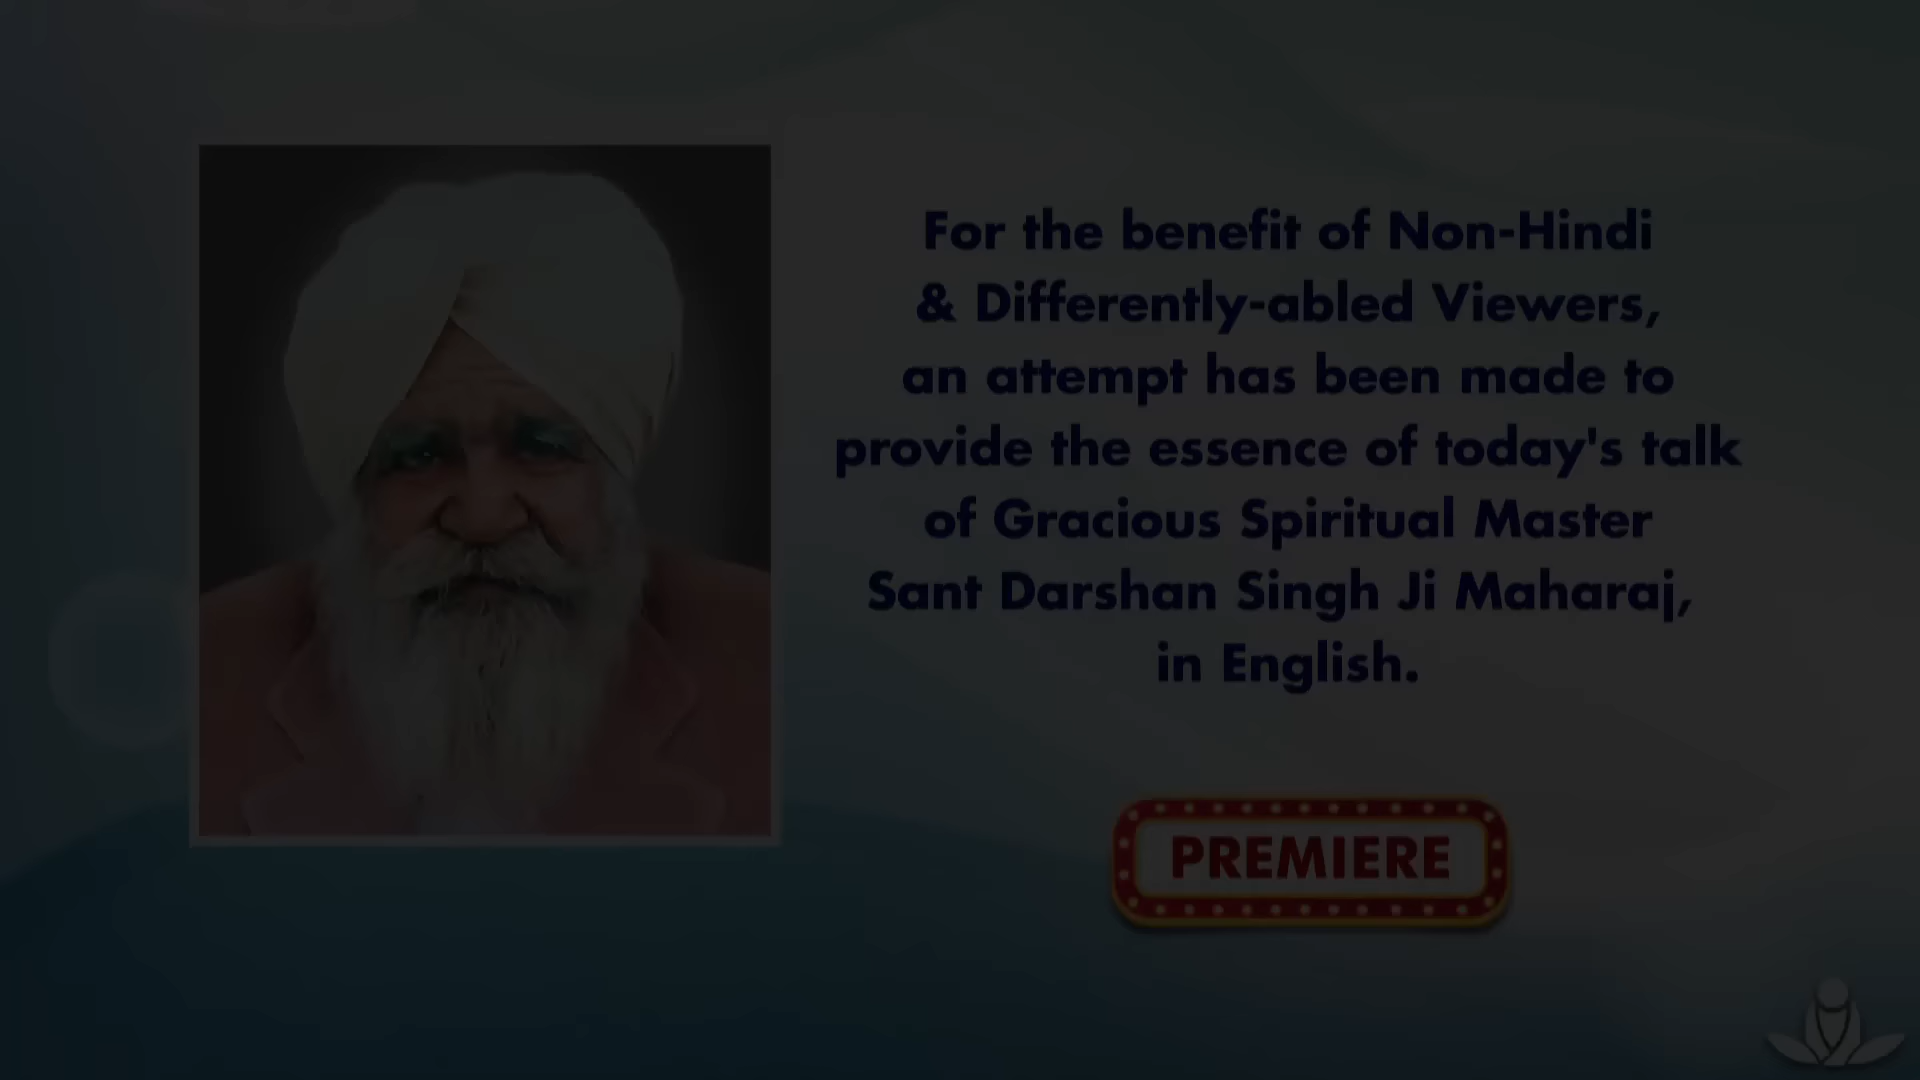 For the benefit of Non-Hindi
& Differently-abled Viewers,
an attempt has been made to
provide the essence of today's talk
of Gracious Spiritual Master
Sant Darshan Singh Ji Maharaj,
in English.
PREMIERE